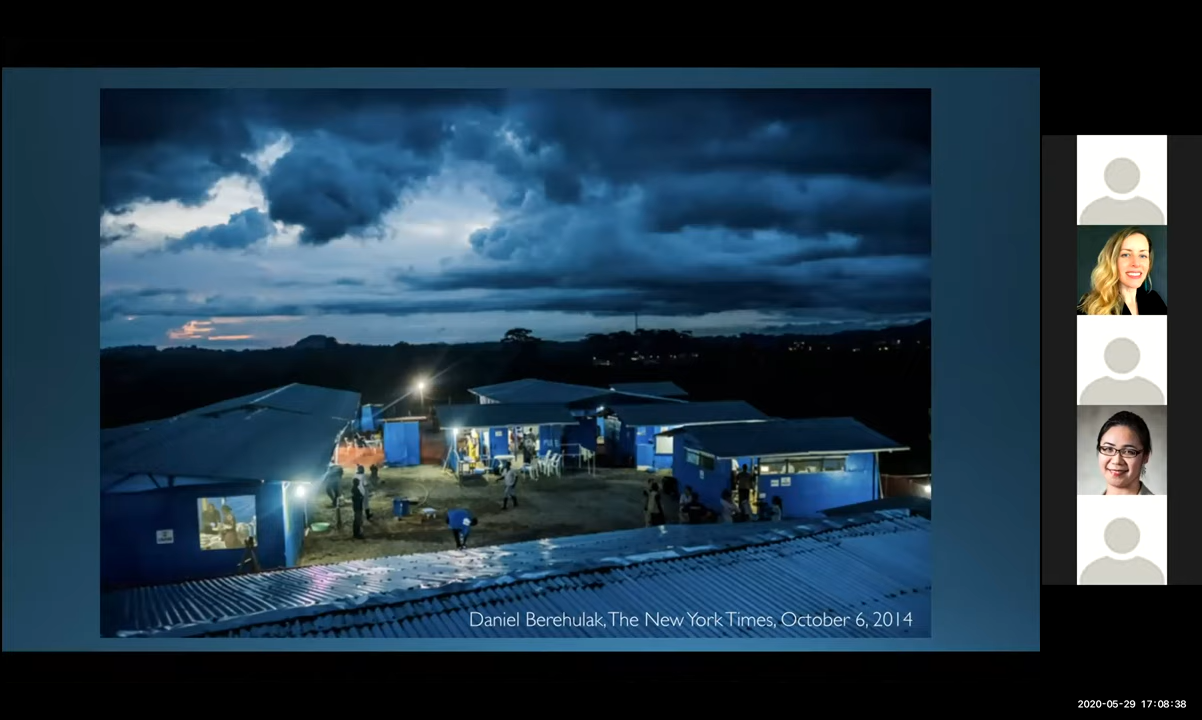 Daniel Berehulak, The New York Times, October 6, 2014
2020-05-29 17:08:38